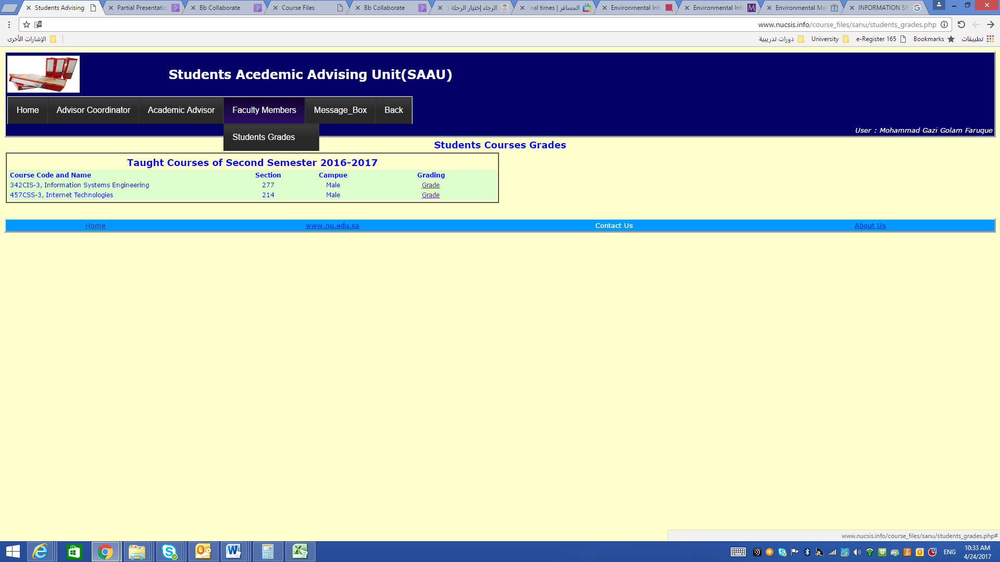 Students Advising
Partial Presentatio
Bb Collaborate
Course Files
Bb Collaborate
الرجاء إختيار الرحلة
eal times | المسافر
Environmental Inf
Environmental Inf
Environmental Ma
INFORMATION SY
www.nucsis.info/course_files/sanu/students_grades.php
الإشارات الأخرى
دورات تدريبية
University
e-Register 165
Bookmarks
تطبيقات
Students Acedemic Advising Unit(SAAU)
Home Advisor Coordinator Academic Advisor Faculty Members Message_Box Back
User : Mohammad Gazi Golam Faruque
Students Grades
Students Courses Grades
Taught Courses of Second Semester 2016-2017
Course Code and Name Section Campue Grading
342CIS-3, Information Systems Engineering 277 Male Grade
457CSS-3, Internet Technologies 214 Male Grade
Home www.nu.edu.sa Contact Us About Us
www.nucsis.info/course_files/sanu/students_grades.php#
ENG
10:33 AM
4/24/2017